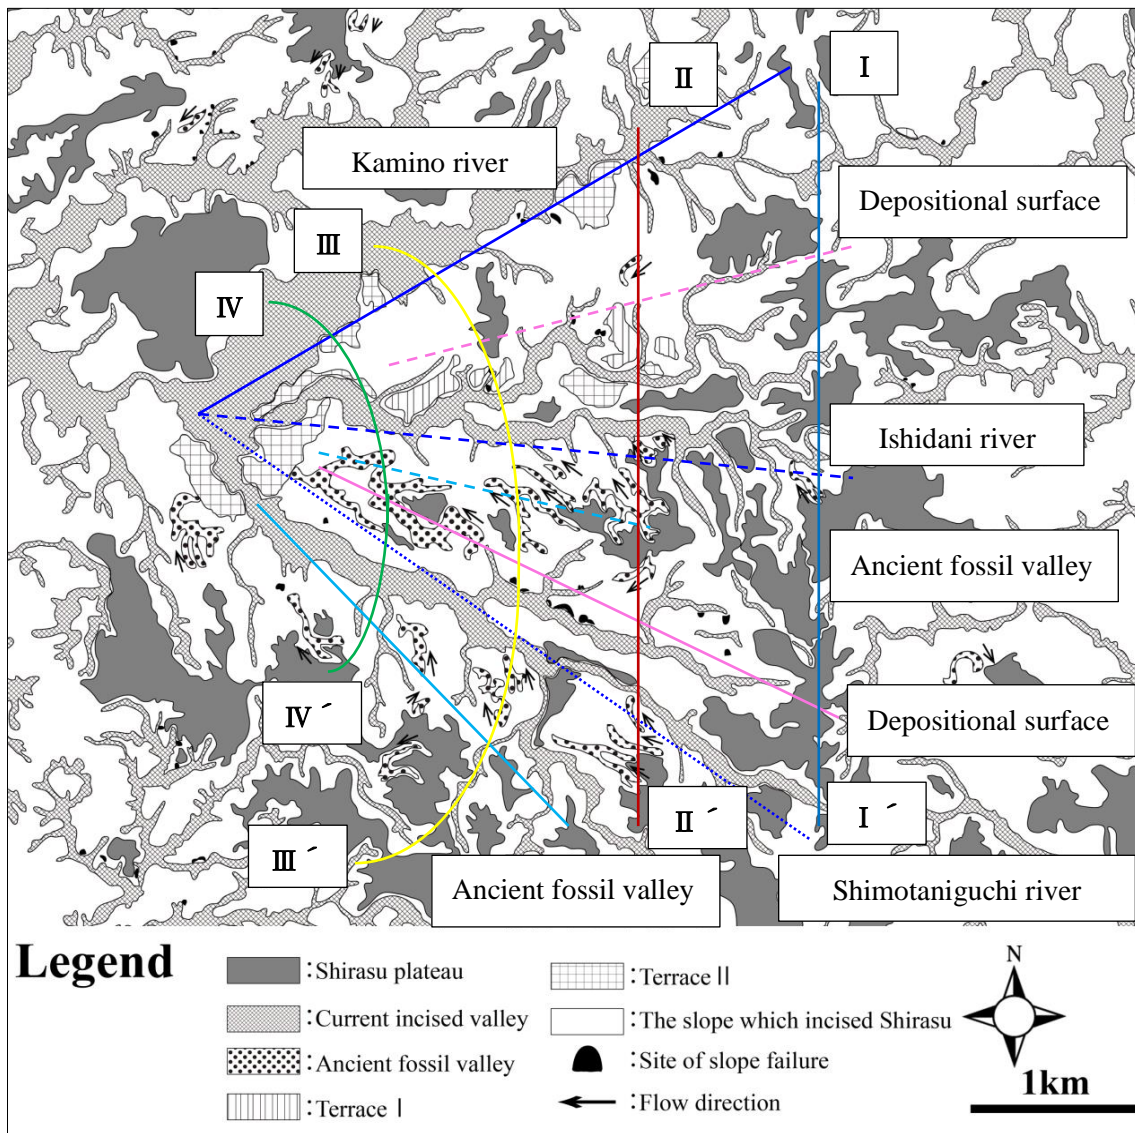 Ⅱ
Ⅰ
Kamino river
Depositional surface
Ⅲ
Ⅳ
Ishidani river
Ancient fossil valley
Ⅳ´
Depositional surface
Ⅱ´
Ⅰ´
Ⅲ´
Ancient fossil valley
Shimotaniguchi river
Legend
:Shirasu plateau
:Current incised valley
:Ancient fossil valley
:Terrace Ⅰ
:Terrace Ⅱ
:The slope which incised Shirasu
:Site of slope failure
:Flow direction
N
1km